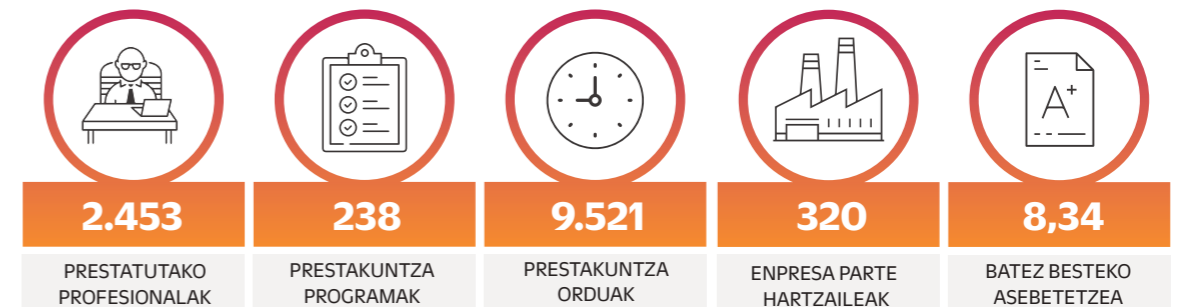 A+
2.453
PRESTATUTAKO
PROFESIONALAK
238
PRESTAKUNTZA
PROGRAMAK
9.521
PRESTAKUNTZA
ORDUAK
320
ENPRESA PARTE
HARTZAILEAK
8,34
BATEZ BESTEKO
ASEBETETZEA